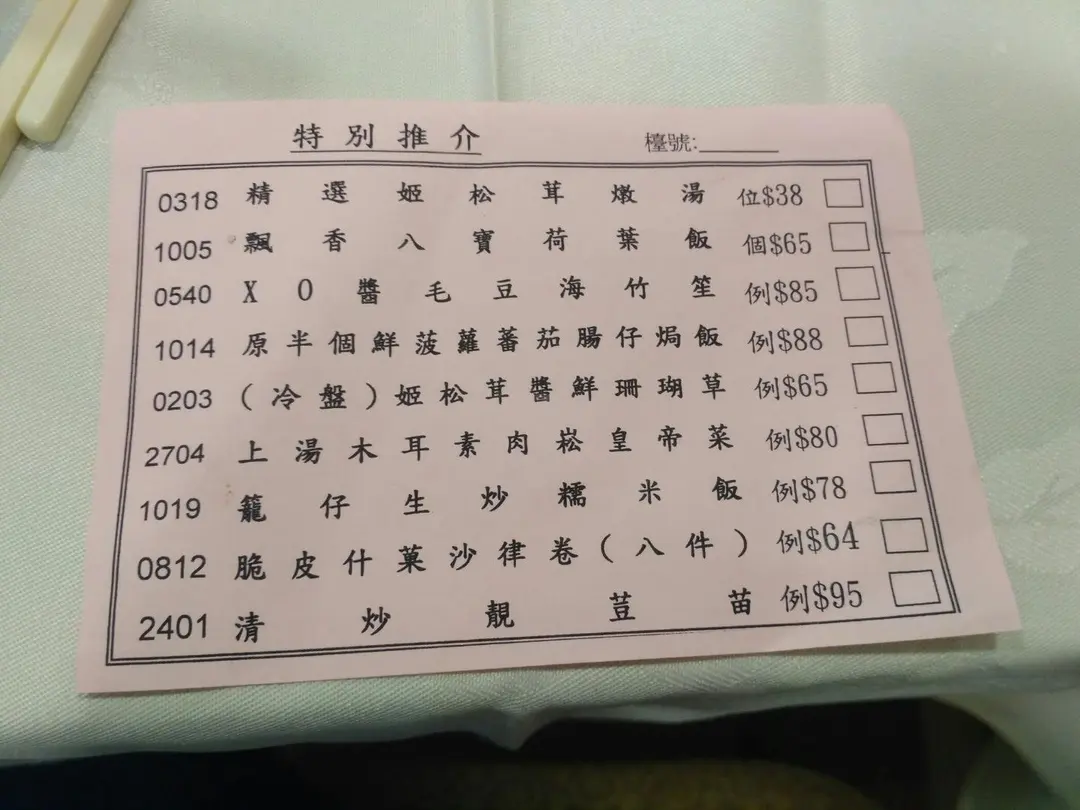 特別推介 檯號:______
0318 精選姬松茸燉湯 位$38
1005 飄香八寶荷葉飯 個$65
0540 XO醬毛豆海竹笙 例$85
1014 原半個鮮菠蘿蕃茄腸仔焗飯 例$88
0203 (冷盤)姬松茸醬鮮珊瑚草 例$65
2704 上湯木耳素肉崧皇帝菜 例$80
1019 籠仔生炒糯米飯 例$78
0812 脆皮什菓沙律卷(八件) 例$64
2401 清炒靚荳苗 例$95